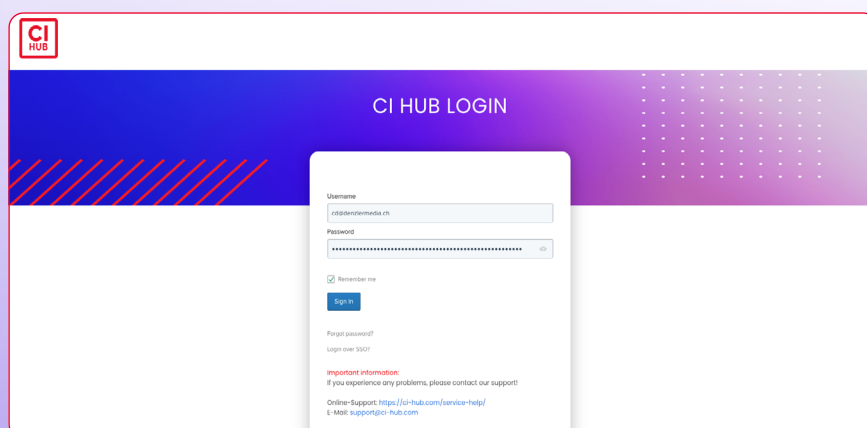 CI
HUB
CI HUB LOGIN
Username
cd@denzlermedia.ch
Password
Remember me
Sign In
Forgot password?
Login over SSO?
Important information:
If you experience any problems, please contact our support!
Online-Support: https://ci-hub.com/service-help/
E-Mail: support@ci-hub.com